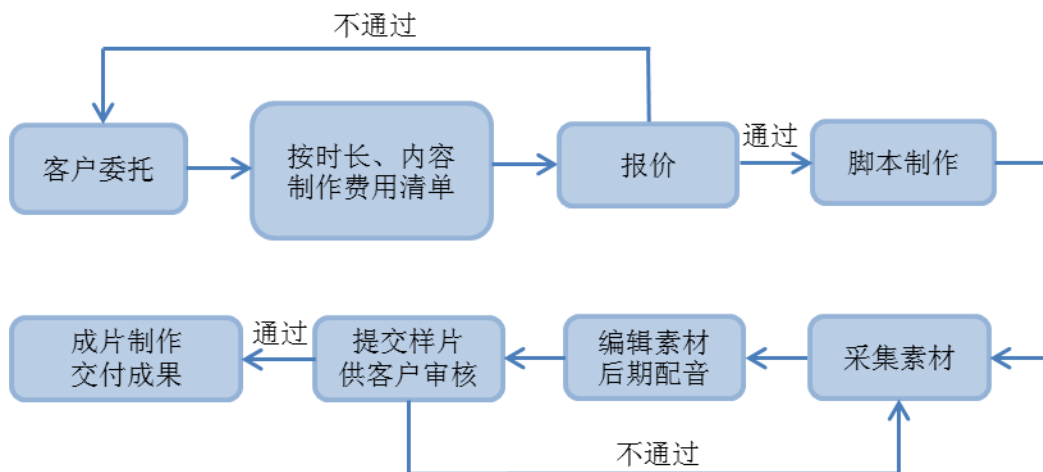 不通过
客户委托
按时长、内容
制作费用清单
报价
通过
脚本制作
成片制作
交付成果
通过
提交样片
供客户审核
编辑素材
后期配音
采集素材
不通过